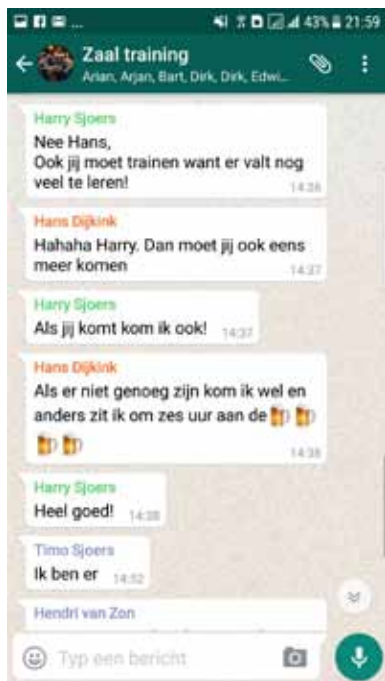 ... 43% 21:59
Zaal training
Arian, Arjan, Bart, Dirk, Dirk, Edwi...
Harry Sjoers
Nee Hans,
Ook jij moet trainen want er valt nog
veel te leren!
14:36
Hans Dijkink
Hahaha Harry. Dan moet jij ook eens
meer komen
14:37
Harry Sjoers
Als jij komt kom ik ook! 14:37
Hans Dijkink
Als er niet genoeg zijn kom ik wel en
anders zit ik om zes uur aan de 🍻 🍻
🍻 🍻
14:38
Harry Sjoers
Heel goed! 14:38
Timo Sjoers
Ik ben er 14:52
Hendri van Zon
Typ een bericht